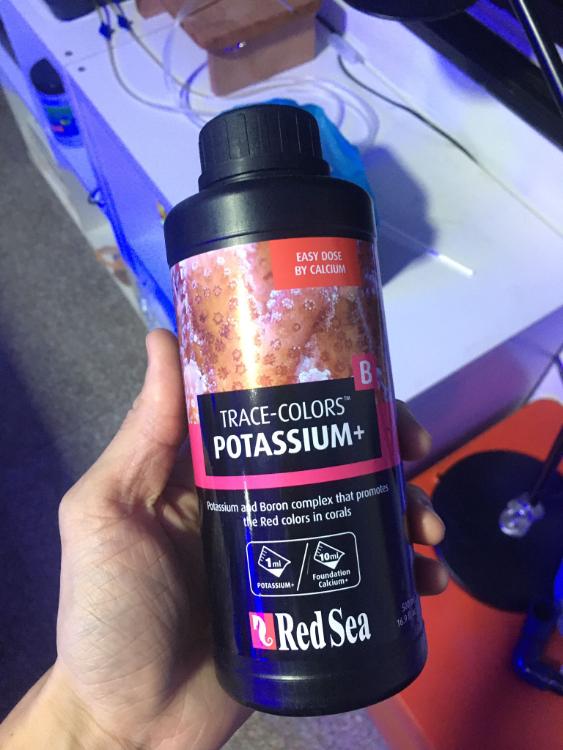 EASY DOSE
BY CALCIUM
B
TRACE-COLORS™
POTASSIUM+
Potassium and Boron complex that promotes
the Red colors in corals
1ml
10ml
POTASSIUM+
Foundation
Calcium+
Red Sea